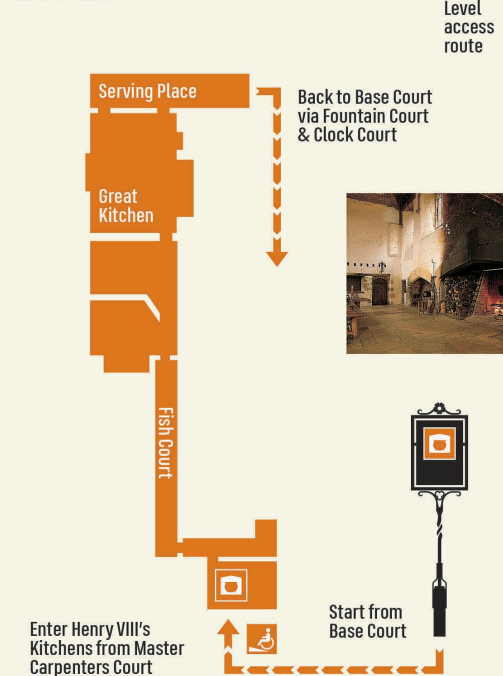 Level
access
route
Serving Place
Back to Base Court
via Fountain Court
& Clock Court
Great
Kitchen
Fish Court
Start from
Base Court
Enter Henry VIII's
Kitchens from Master
Carpenters Court